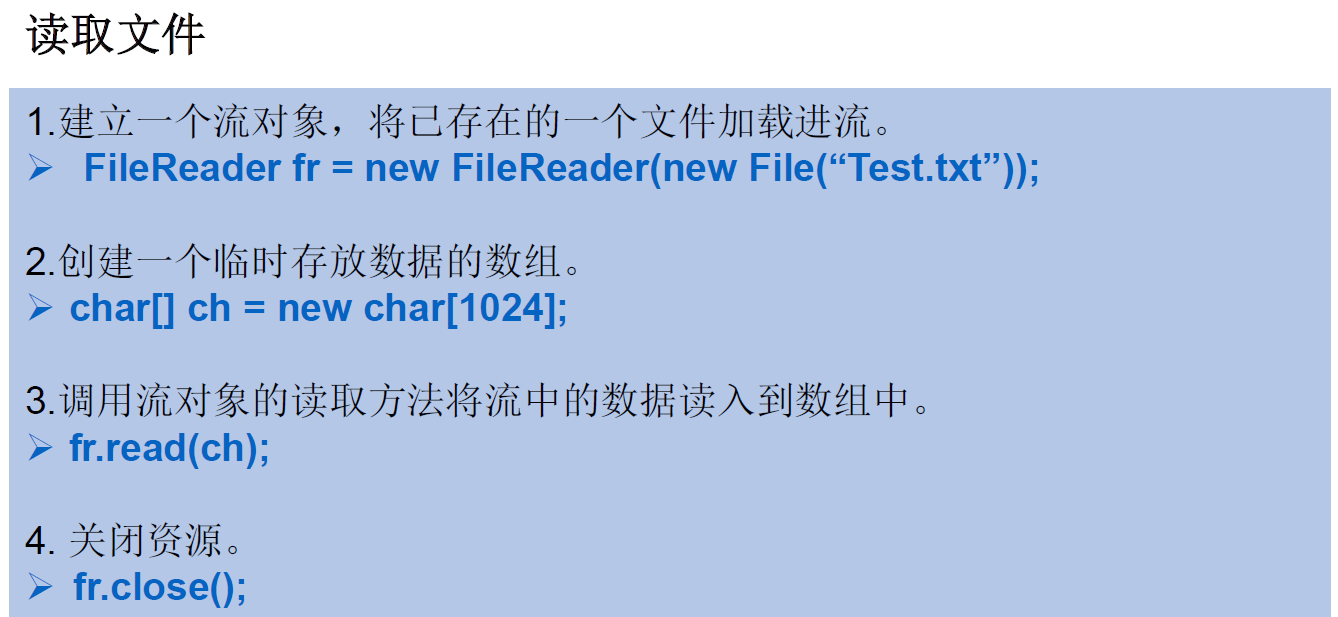 读取文件
1.建立一个流对象，将已存在的一个文件加载进流。
➢ FileReader fr = new FileReader(new File(“Test.txt”));
2.创建一个临时存放数据的数组。
➢ char[] ch = new char[1024];
3.调用流对象的读取方法将流中的数据读入到数组中。
➢ fr.read(ch);
4. 关闭资源。
➢ fr.close();